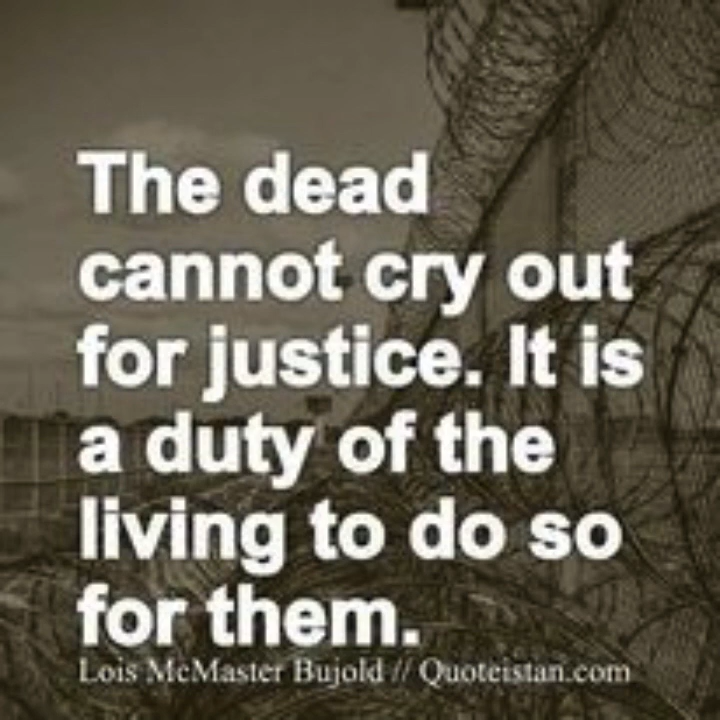 The dead
cannot cry out
for justice. It is
a duty of the
living to do so
for them.
Lois McMaster Bujold // Quoteistan.com